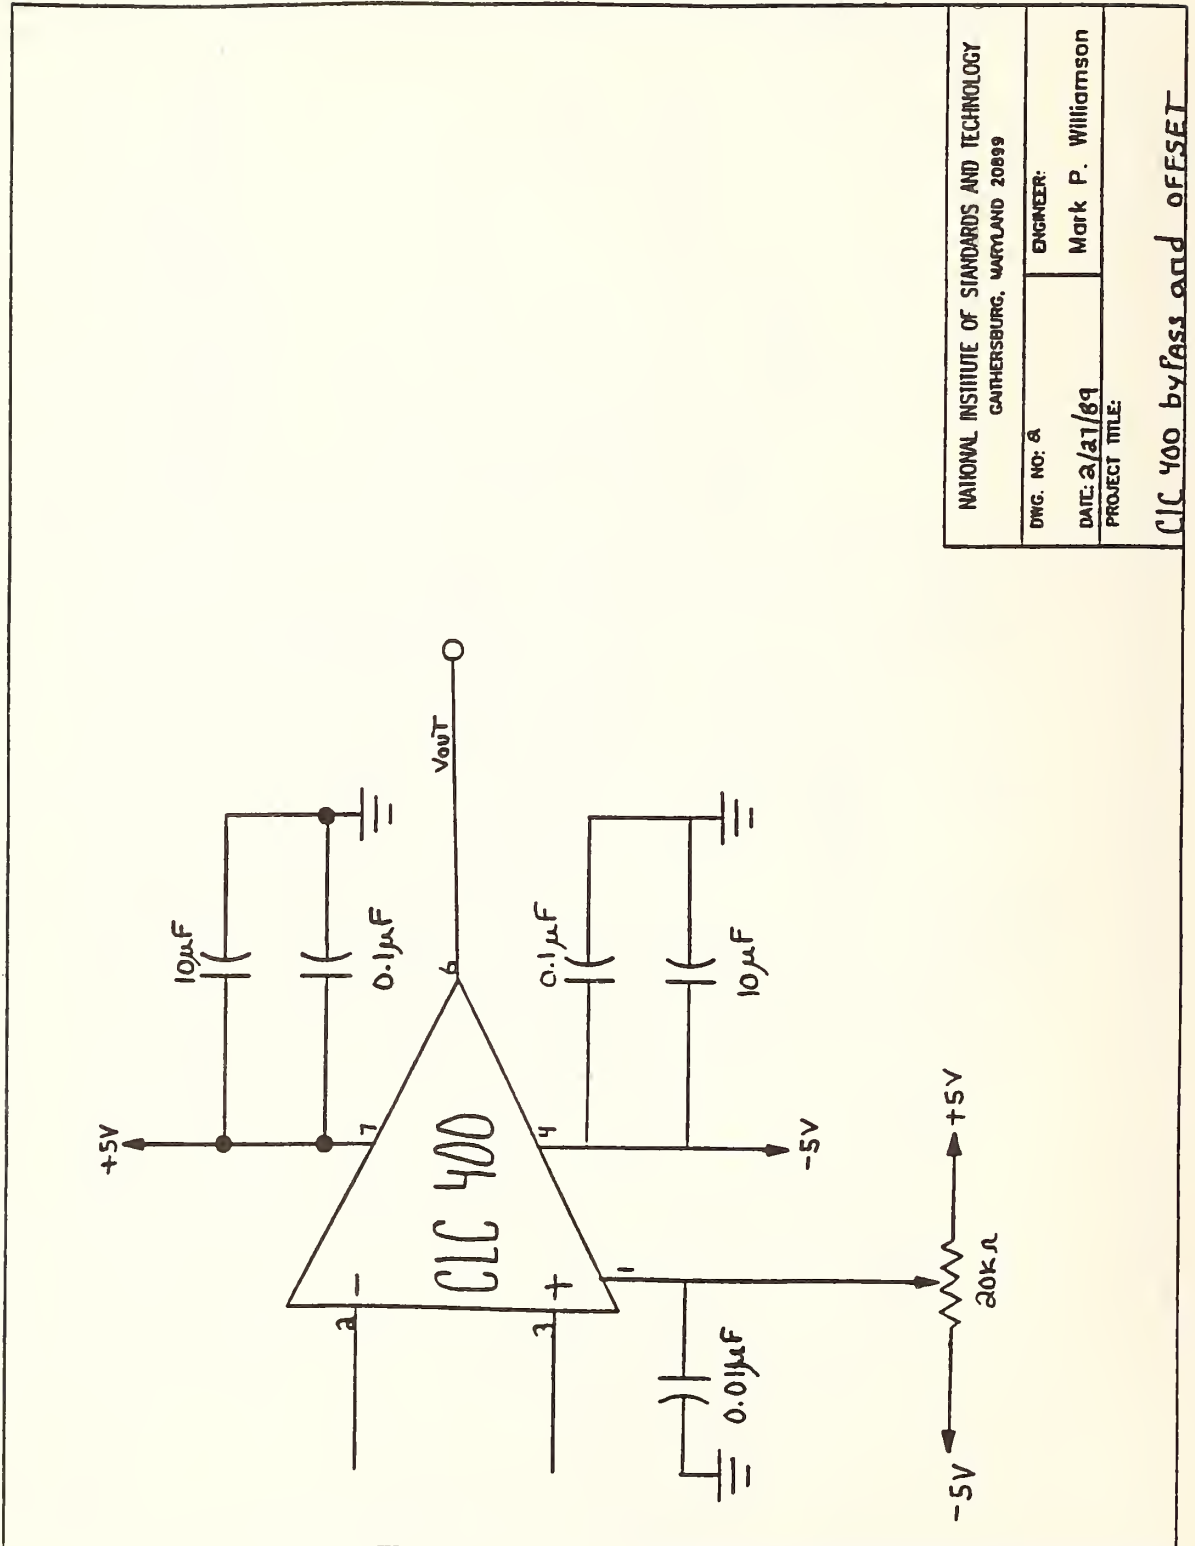 +5V
10µF
0.1µF
7
2
−
CLC 400
6
VOUT
3
+
4
0.1µF
10µF
1
-5V
0.01µF
-5V
+5V
20KΩ
NATIONAL INSTITUTE OF STANDARDS AND TECHNOLOGY
GAITHERSBURG, MARYLAND 20899
DWG. NO: 2
ENGINEER:
DATE: 2/27/89
Mark P. Williamson
PROJECT TITLE:
ClC 400 byPASS and OFFSET